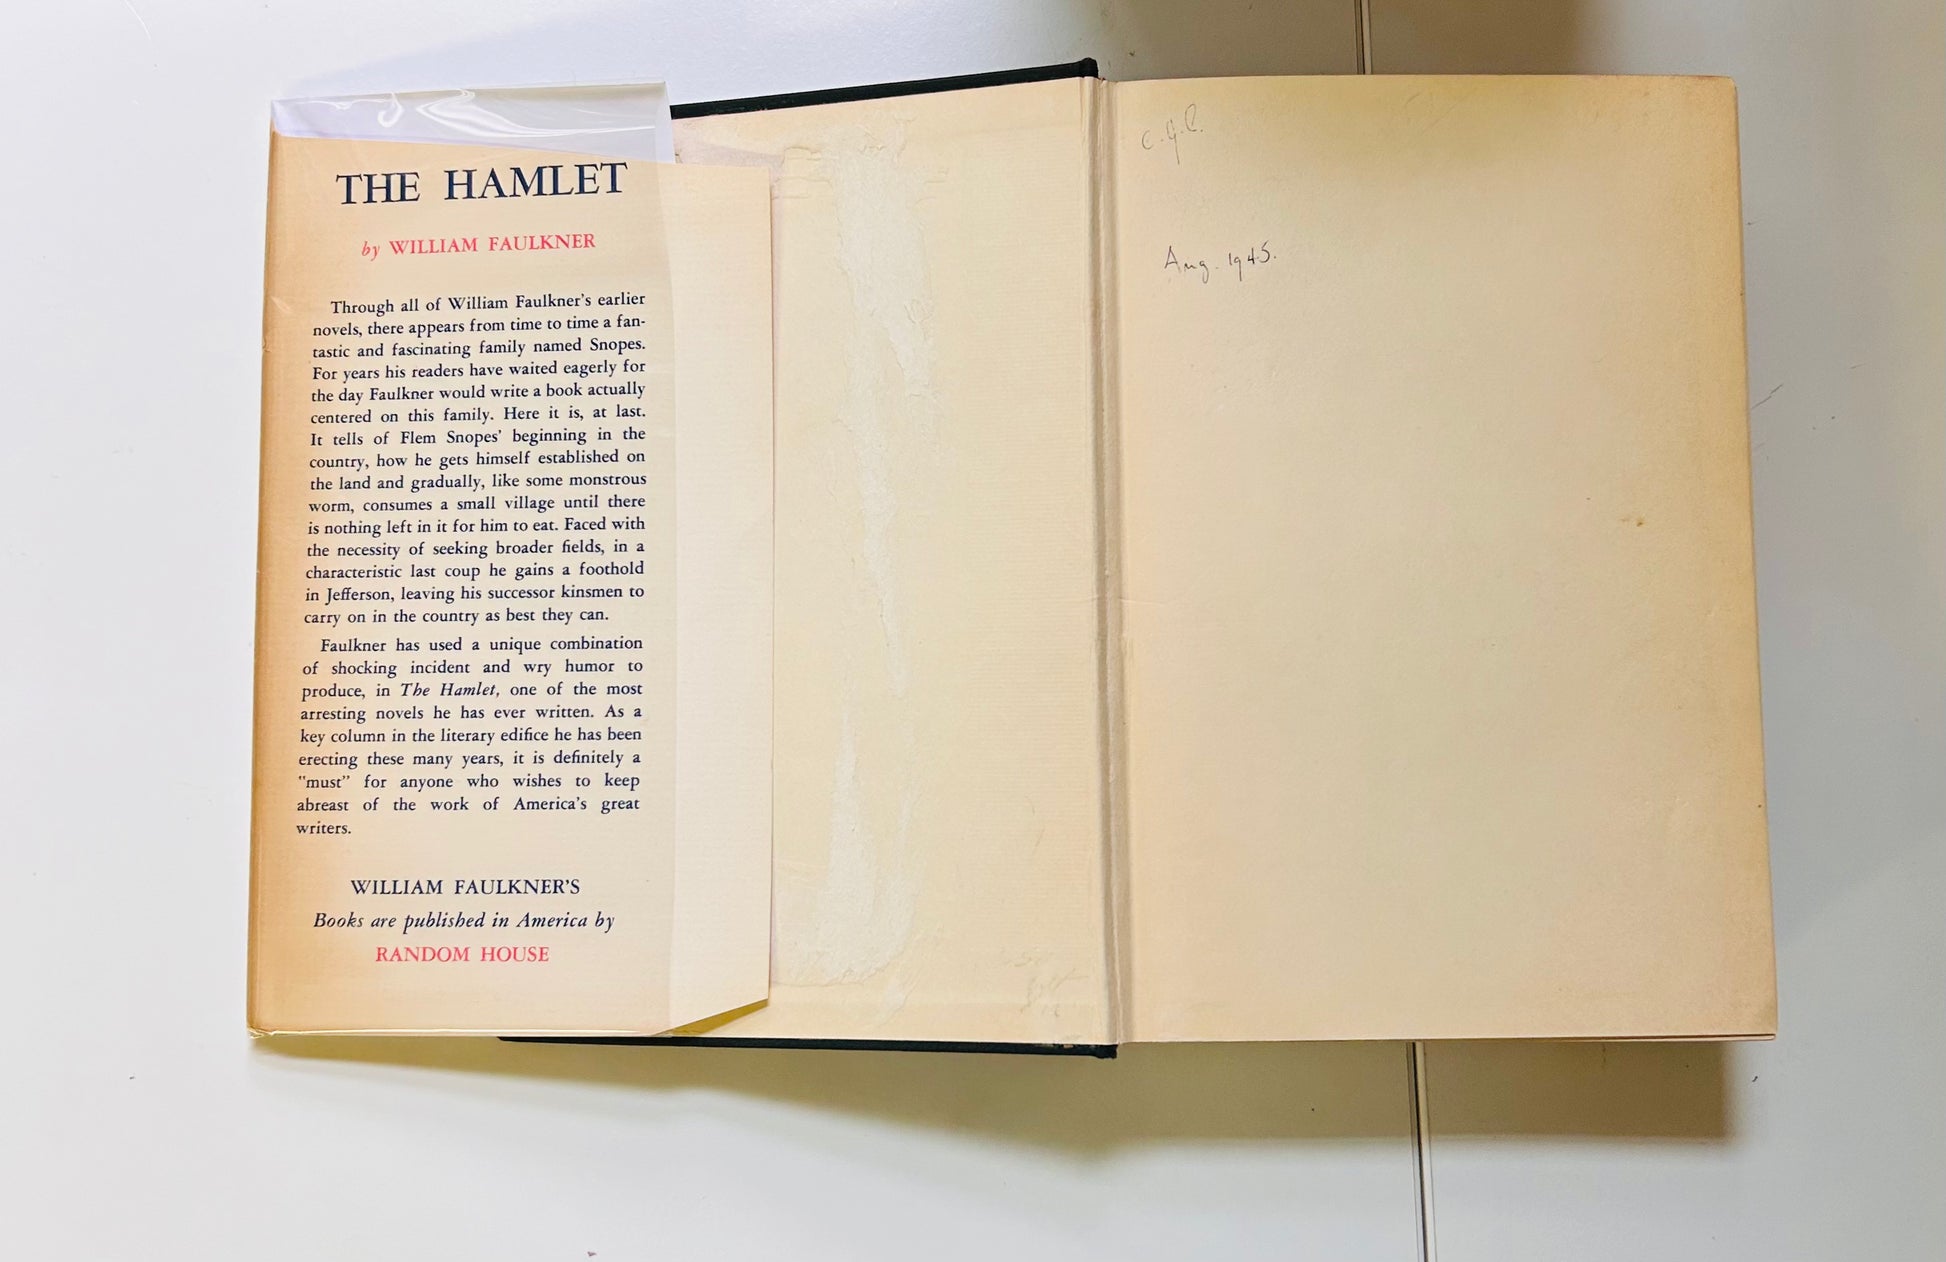 THE HAMLET
by WILLIAM FAULKNER
Through all of William Faulkner's earlier
novels, there appears from time to time a fan-
tastic and fascinating family named Snopes.
For years his readers have waited eagerly for
the day Faulkner would write a book actually
centered on this family. Here it is, at last.
It tells of Flem Snopes' beginning in the
country, how he gets himself established on
the land and gradually, like some monstrous
worm, consumes a small village until there
is nothing left in it for him to eat. Faced with
the necessity of seeking broader fields, in a
characteristic last coup he gains a foothold
in Jefferson, leaving his successor kinsmen to
carry on in the country as best they can.
Faulkner has used a unique combination
of shocking incident and wry humor to
produce, in The Hamlet, one of the most
arresting novels he has ever written. As a
key column in the literary edifice he has been
erecting these many years, it is definitely a
"must" for anyone who wishes to keep
abreast of the work of America's great
writers.
WILLIAM FAULKNER'S
Books are published in America by
RANDOM HOUSE
Aug. 1945.